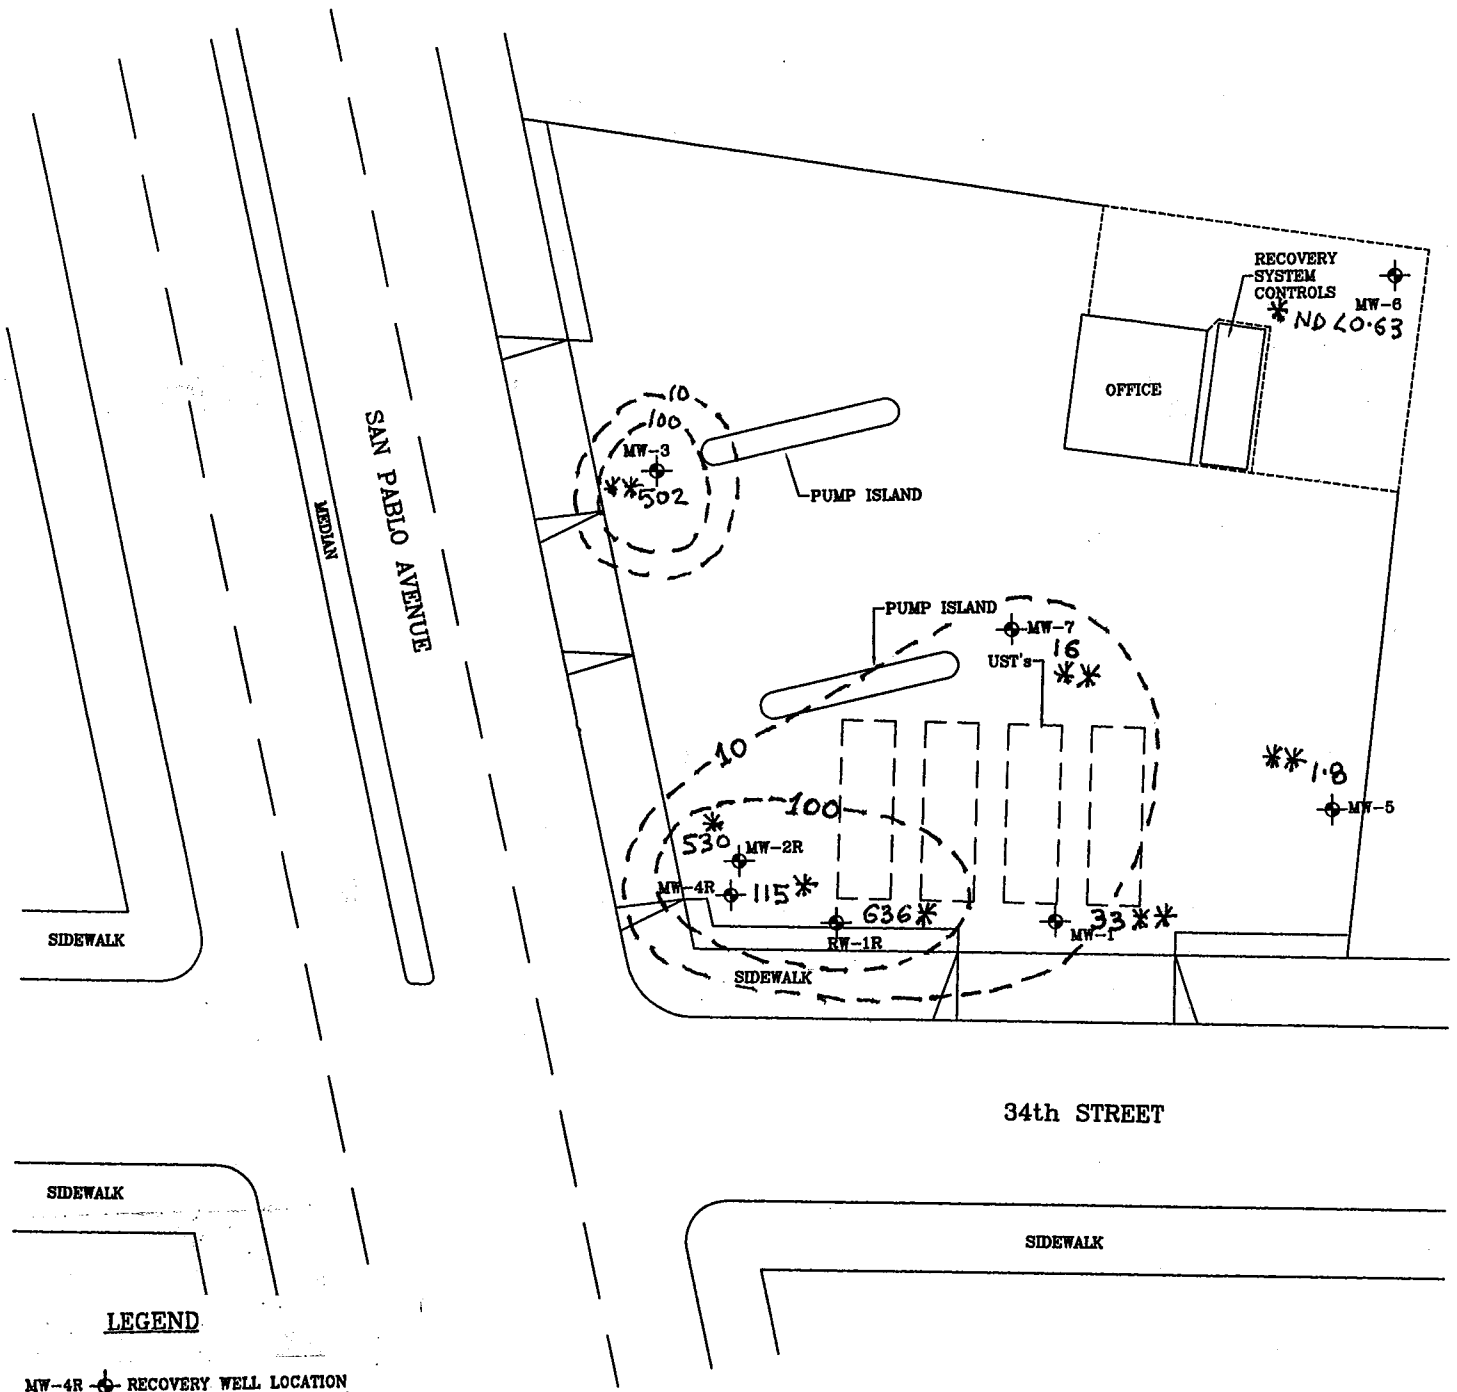 RECOVERY
SYSTEM
CONTROLS
MW-6
* ND <0.63
OFFICE
10
100
MW-3
**502
PUMP ISLAND
SAN PABLO AVENUE
MEDIAN
PUMP ISLAND
MW-7
16
**
UST's
10
**1.8
MW-5
100
*
530
MW-2R
MW-4R
115*
636*
RW-1R
33**
MW-1
SIDEWALK
SIDEWALK
34th STREET
SIDEWALK
SIDEWALK
LEGEND
MW-4R RECOVERY WELL LOCATION